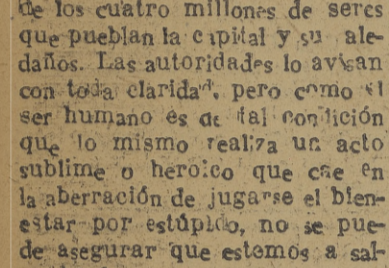 de los cuatro millones de seres
que pueblan la capital y su ale-
daños. Las autoridades lo avisan
con toda claridad, pero como el
ser humano es de tal condición
que lo mismo realiza un acto
sublime o heroico que cae en
la aberración de jugarse el bien-
estar por estúpido, no se pue-
de asegurar que estemos a sal-